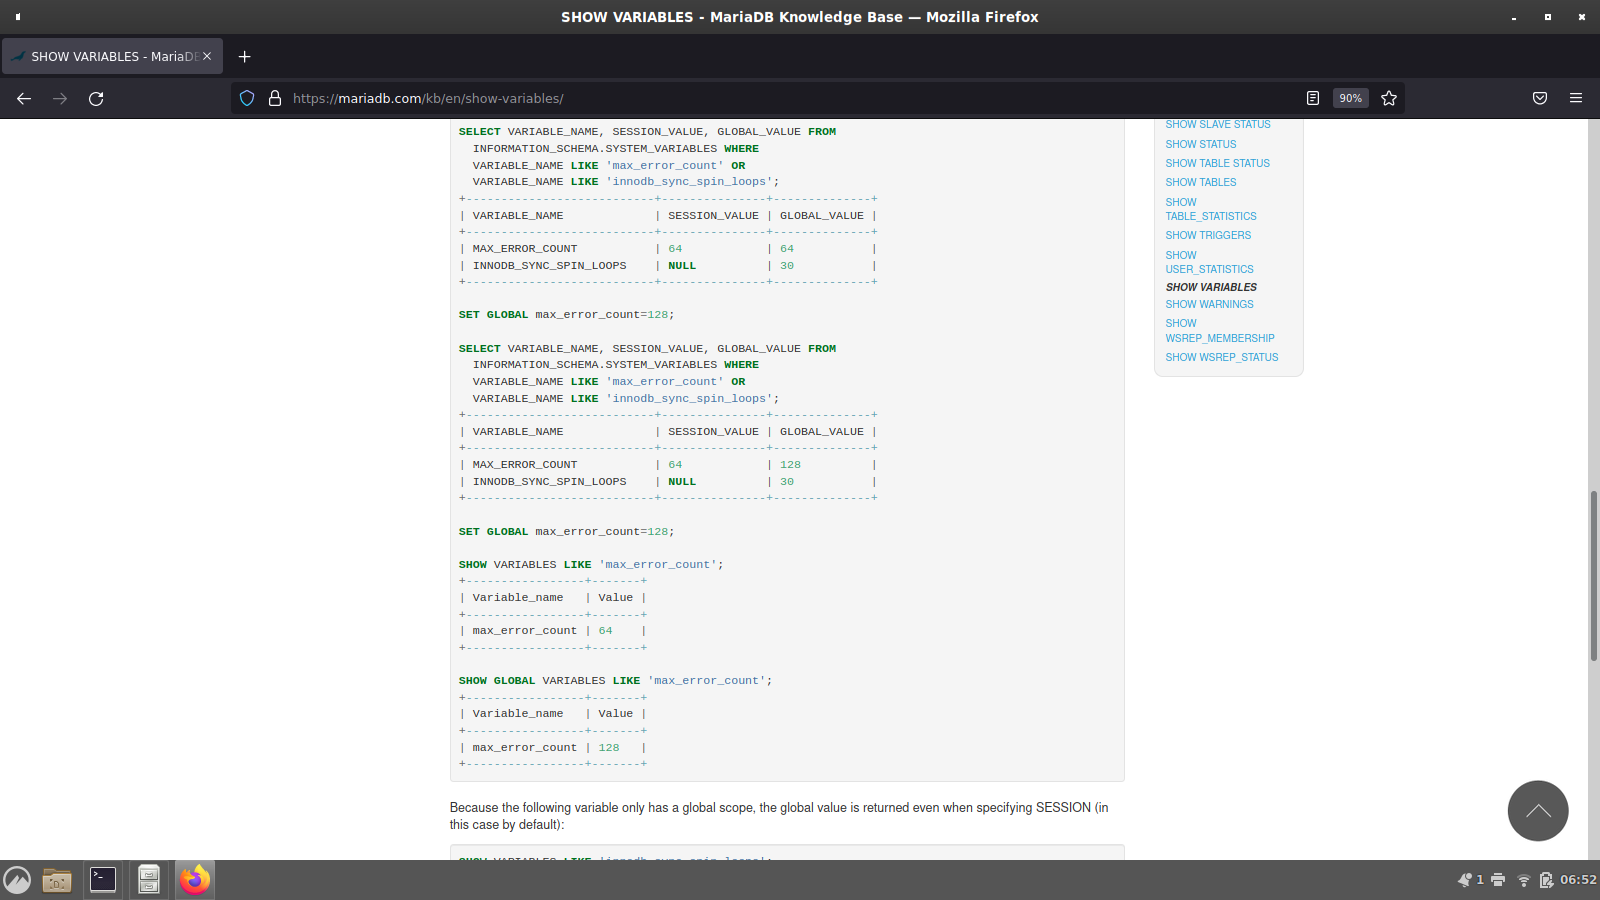 SHOW VARIABLES - MariaDB Knowledge Base — Mozilla Firefox
SHOW VARIABLES - MariaDB
https://mariadb.com/kb/en/show-variables/
90%
SELECT VARIABLE_NAME, SESSION_VALUE, GLOBAL_VALUE FROM
  INFORMATION_SCHEMA.SYSTEM_VARIABLES WHERE
  VARIABLE_NAME LIKE 'max_error_count' OR
  VARIABLE_NAME LIKE 'innodb_sync_spin_loops';
+---------------------------+---------------+--------------+
| VARIABLE_NAME             | SESSION_VALUE | GLOBAL_VALUE |
+---------------------------+---------------+--------------+
| MAX_ERROR_COUNT           | 64            | 64           |
| INNODB_SYNC_SPIN_LOOPS    | NULL          | 30           |
+---------------------------+---------------+--------------+
SET GLOBAL max_error_count=128;
SELECT VARIABLE_NAME, SESSION_VALUE, GLOBAL_VALUE FROM
  INFORMATION_SCHEMA.SYSTEM_VARIABLES WHERE
  VARIABLE_NAME LIKE 'max_error_count' OR
  VARIABLE_NAME LIKE 'innodb_sync_spin_loops';
+---------------------------+---------------+--------------+
| VARIABLE_NAME             | SESSION_VALUE | GLOBAL_VALUE |
+---------------------------+---------------+--------------+
| MAX_ERROR_COUNT           | 64            | 128          |
| INNODB_SYNC_SPIN_LOOPS    | NULL          | 30           |
+---------------------------+---------------+--------------+
SET GLOBAL max_error_count=128;
SHOW VARIABLES LIKE 'max_error_count';
+-----------------+-------+
| Variable_name   | Value |
+-----------------+-------+
| max_error_count | 64    |
+-----------------+-------+
SHOW GLOBAL VARIABLES LIKE 'max_error_count';
+-----------------+-------+
| Variable_name   | Value |
+-----------------+-------+
| max_error_count | 128   |
+-----------------+-------+
Because the following variable only has a global scope, the global value is returned even when specifying SESSION (in
this case by default):
SHOW VARIABLES LIKE 'innodb_sync_spin_loops';
SHOW SLAVE STATUS
SHOW STATUS
SHOW TABLE STATUS
SHOW TABLES
SHOW
TABLE_STATISTICS
SHOW TRIGGERS
SHOW
USER_STATISTICS
SHOW VARIABLES
SHOW WARNINGS
SHOW
WSREP_MEMBERSHIP
SHOW WSREP_STATUS
1
06:52